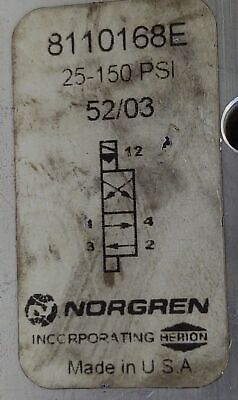 8110168E
25-150 PSI
52/03
12
1 4
3 2
NORGREN
INCORPORATING HERION
Made in U.S.A